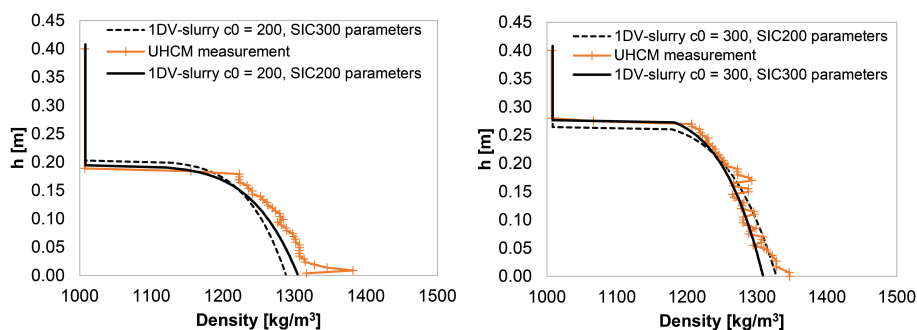 0.45
0.40
0.35
0.30
0.25
0.20
0.15
0.10
0.05
0.00
h [m]
1DV-slurry c0 = 200, SIC300 parameters
UHCM measurement
1DV-slurry c0 = 200, SIC200 parameters
1000 1100 1200 1300 1400 1500
Density [kg/m³]
0.45
0.40
0.35
0.30
0.25
0.20
0.15
0.10
0.05
0.00
h [m]
1DV-slurry c0 = 300, SIC200 parameters
UHCM measurement
1DV-slurry c0 = 300, SIC300 parameters
1000 1100 1200 1300 1400 1500
Density [kg/m³]